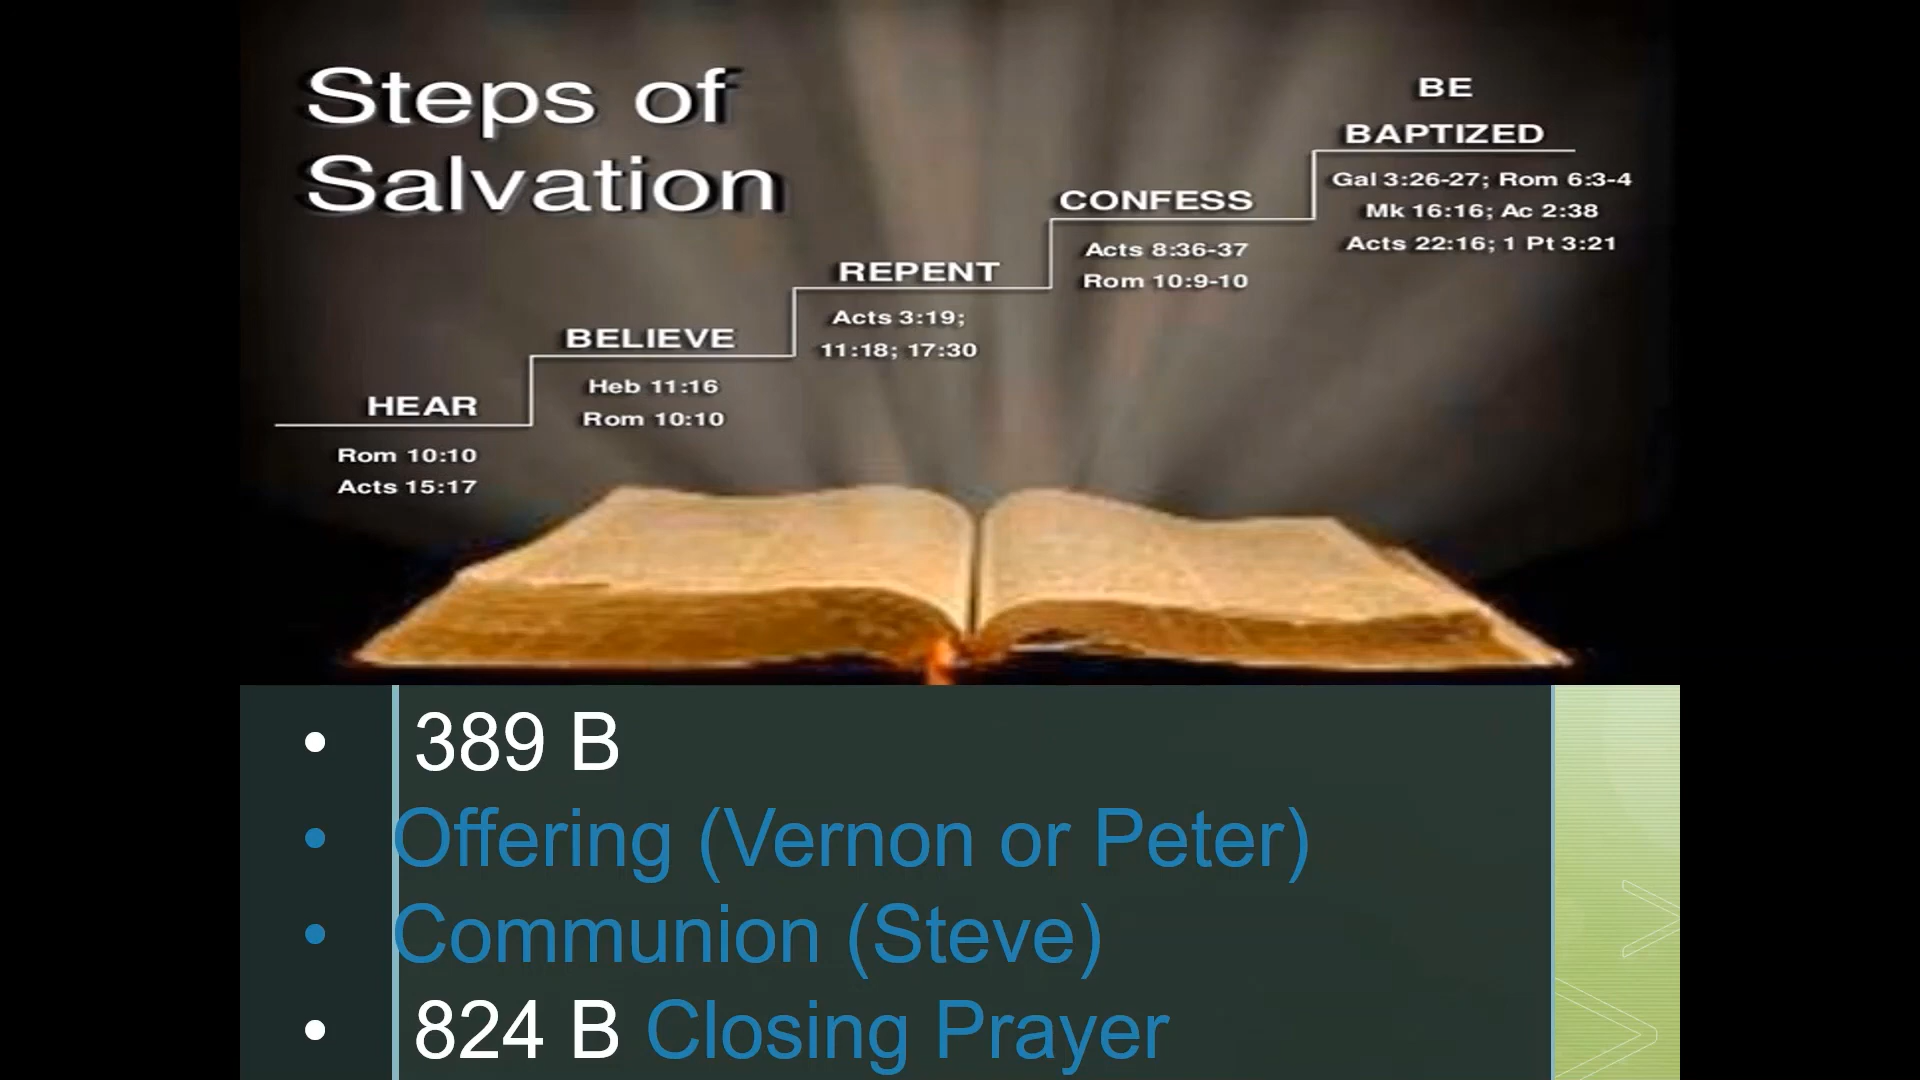 Steps of
Salvation
HEAR
Rom 10:10
Acts 15:17
BELIEVE
Heb 11:16
Rom 10:10
REPENT
Acts 3:19;
11:18; 17:30
CONFESS
Acts 8:36-37
Rom 10:9-10
BE
BAPTIZED
Gal 3:26-27; Rom 6:3-4
Mk 16:16; Ac 2:38
Acts 22:16; 1 Pt 3:21
• 389 B
• Offering (Vernon or Peter)
• Communion (Steve)
• 824 B Closing Prayer